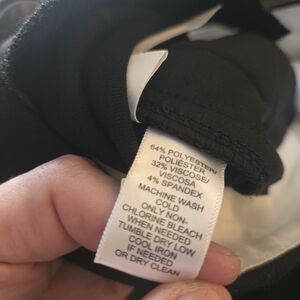 64% POLYESTER/
POLIÉSTER
32% VISCOSE/
VISCOSA
4% SPANDEX
MACHINE WASH
COLD
ONLY NON-
CHLORINE BLEACH
WHEN NEEDED
TUMBLE DRY LOW
COOL IRON
IF NEEDED
OR DRY CLEAN